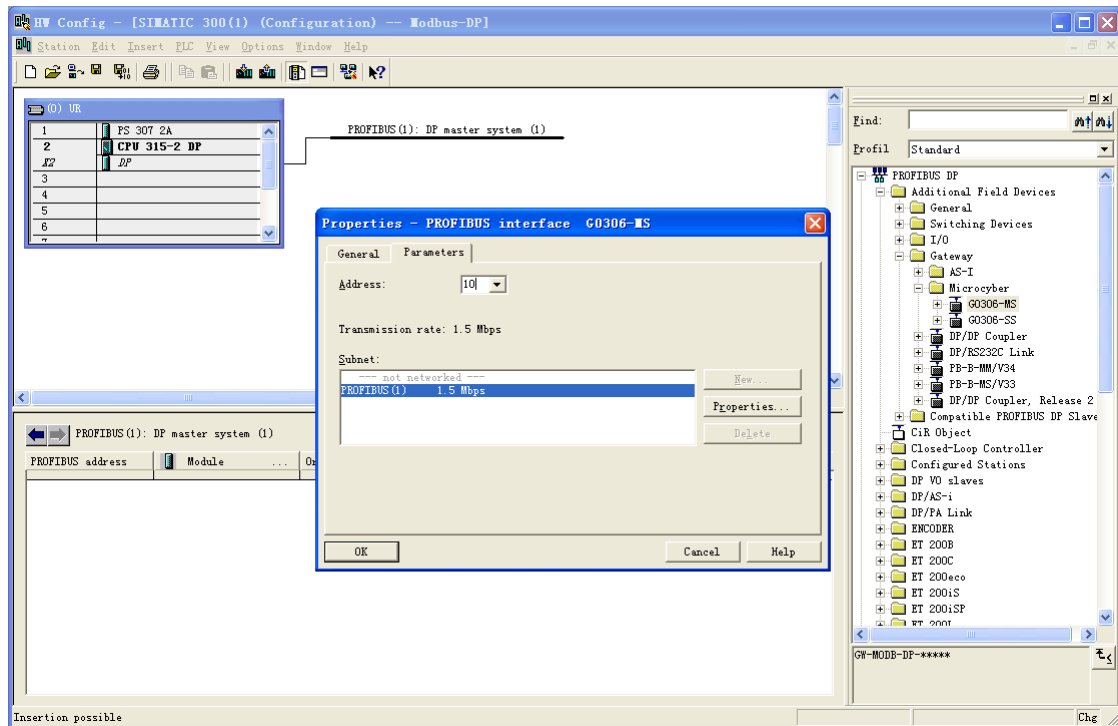 HW Config - [SIMATIC 300(1) (Configuration) -- Modbus-DP]
Station Edit Insert PLC View Options Window Help
(0) UR
1 PS 307 2A
2 CPU 315-2 DP
X2 DP
3
4
5
6
7
PROFIBUS(1): DP master system (1)
Properties - PROFIBUS interface G0306-MS
General Parameters
Address: 10
Transmission rate: 1.5 Mbps
Subnet:
--- not networked ---
PROFIBUS(1) 1.5 Mbps
New...
Properties...
Delete
OK Cancel Help
PROFIBUS(1): DP master system (1)
PROFIBUS address Module ... Or
Find:
Profil Standard
PROFIBUS DP
Additional Field Devices
General
Switching Devices
I/O
Gateway
AS-I
Microcyber
G0306-MS
G0306-SS
DP/DP Coupler
DP/RS232C Link
PB-B-MM/V34
PB-B-MS/V33
DP/DP Coupler, Release 2
Compatible PROFIBUS DP Slave
CiR Object
Closed-Loop Controller
Configured Stations
DP V0 slaves
DP/AS-i
DP/PA Link
ENCODER
ET 200B
ET 200C
ET 200eco
ET 200iS
ET 200iSP
ET 200L
GW-MODB-DP-*****
Insertion possible
Chg